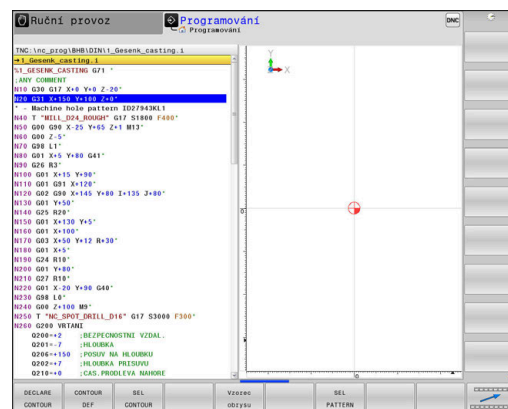 Ruční provoz
Programování
Programování
DNC
TNC:\nc_prog\BHB\DIN\1_Gesenk_casting.i
→1_Gesenk_casting.i
%1_GESENK_CASTING G71 *
;ANY COMMENT
N10 G30 G17 X+0 Y+0 Z-20*
N20 G31 X+150 Y+100 Z+0*
* - Machine hole pattern ID27943KL1
N40 T "MILL_D24_ROUGH" G17 S1800 F400*
N50 G00 G90 X-25 Y+65 Z+1 M13*
N60 G00 Z-5*
N70 G98 L1*
N80 G01 X+5 Y+80 G41*
N90 G26 R3*
N100 G01 X+15 Y+90*
N110 G01 G91 X+120*
N120 G02 G90 X+145 Y+80 I+135 J+80*
N130 G01 Y+50*
N140 G25 R20*
N150 G01 X+130 Y+5*
N160 G01 X+100*
N170 G03 X+50 Y+12 R+30*
N180 G01 X+5*
N190 G24 R10*
N200 G01 Y+80*
N210 G27 R10*
N220 G01 X-20 Y+90 G40*
N230 G98 L0*
N240 G00 Z+100 M9*
N250 T "NC_SPOT_DRILL_D16" G17 S3000 F300*
N260 G200 VRTANI
Q200=+2 ;BEZPECNOSTNI VZDAL.
Q201=-7 ;HLOUBKA
Q206=+150 ;POSUV NA HLOUBKU
Q202=+7 ;HLOUBKA PRISUVU
Q210=+0 ;CAS.PRODLEVA NAHORE
Y
X
0
0
DECLARE CONTOUR
CONTOUR DEF
SEL CONTOUR
Vzorec obrysu
SEL PATTERN